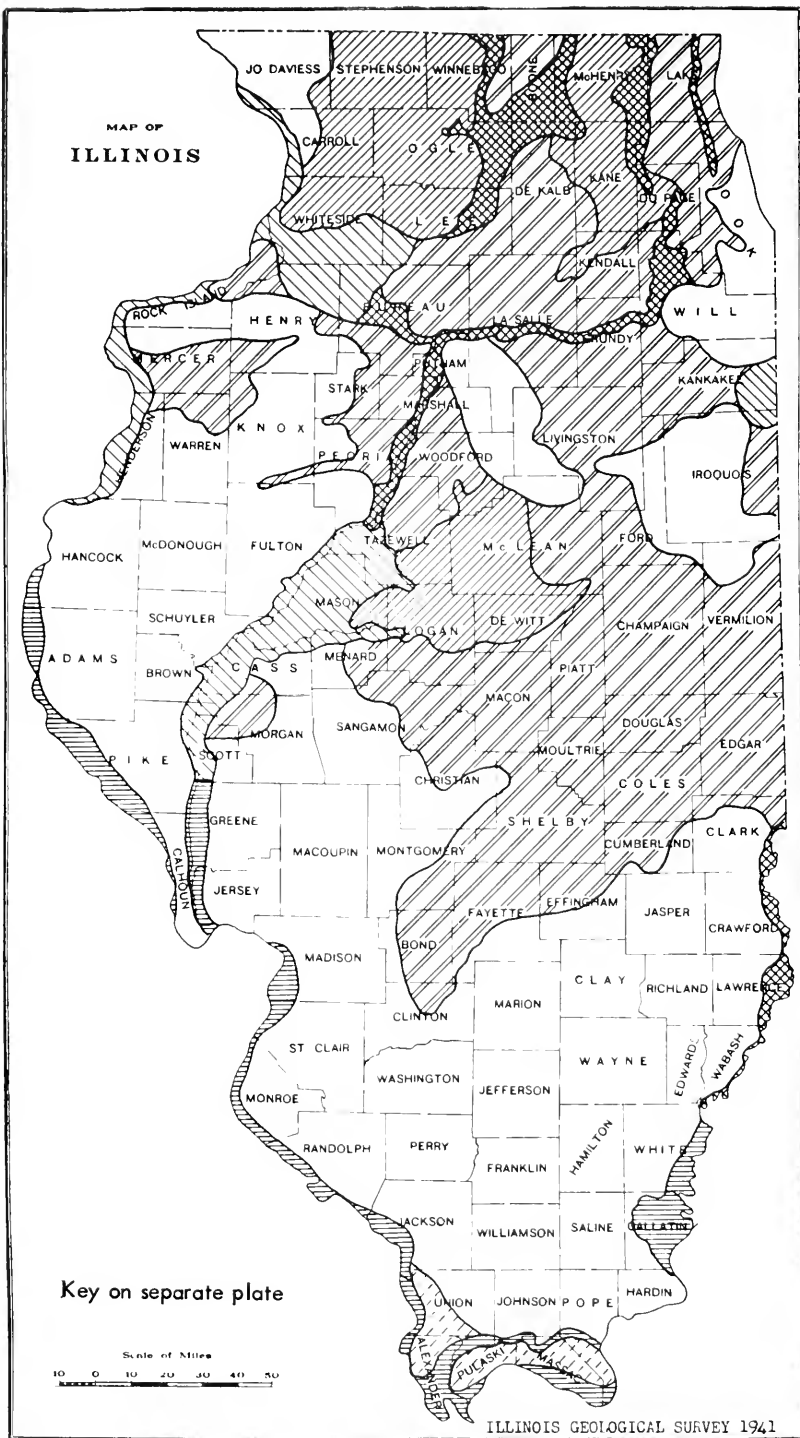 MAP OF
ILLINOIS
JO DAVIESS STEPHENSON WINNEBAGO BOONE McHENRY LAKE
CARROLL OGLE KANE
DE KALB DU PAGE
WHITESIDE LEE
KENDALL
ROCK ISLAND BUREAU LA SALLE WILL
HENRY GRUNDY
MERCER PUTNAM KANKAKEE
STARK
MARSHALL
HENDERSON WARREN KNOX LIVINGSTON
PEORIA WOODFORD IROQUOIS
HANCOCK McDONOUGH FULTON TAZEWELL McLEAN FORD
MASON
SCHUYLER DE WITT CHAMPAIGN VERMILION
ADAMS LOGAN
BROWN CASS MENARD PIATT
MACON
MORGAN SANGAMON DOUGLAS
PIKE SCOTT MOULTRIE EDGAR
CHRISTIAN COLES
GREENE SHELBY
CLARK
CALHOUN MACOUPIN MONTGOMERY CUMBERLAND
JERSEY
FAYETTE EFFINGHAM JASPER
BOND CRAWFORD
MADISON
CLAY RICHLAND LAWRENCE
CLINTON MARION
ST CLAIR
WAYNE EDWARDS WABASH
WASHINGTON JEFFERSON
MONROE
RANDOLPH PERRY HAMILTON WHITE
FRANKLIN
JACKSON WILLIAMSON SALINE GALLATIN
Key on separate plate
UNION JOHNSON POPE HARDIN
Scale of Miles
10 0 10 20 30 40 50
ALEXANDER PULASKI MASSAC
ILLINOIS GEOLOGICAL SURVEY 1941